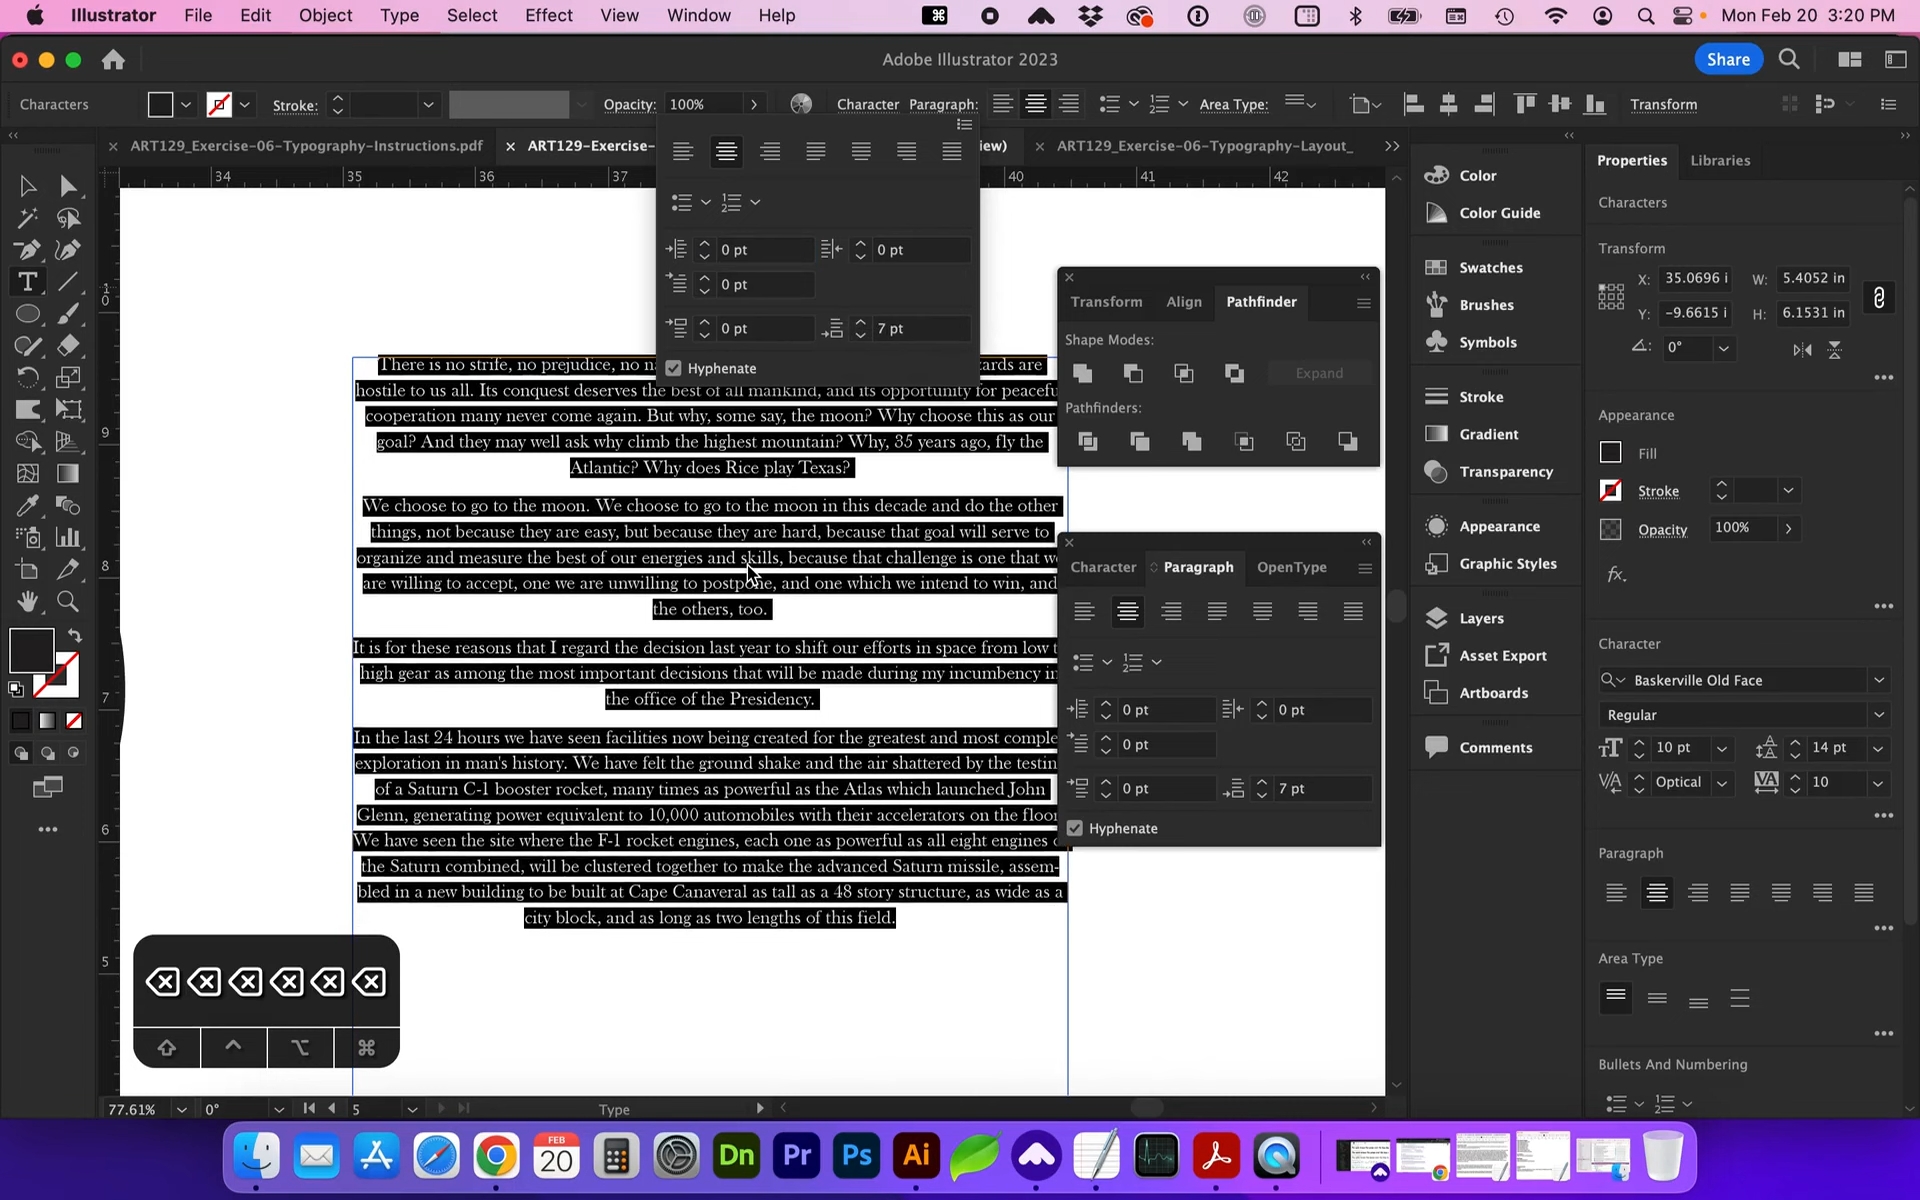 Illustrator File Edit Object Type Select Effect View Window Help Mon Feb 20 3:20 PM
Adobe Illustrator 2023 Share
Characters Stroke: Opacity: 100% Character Paragraph: Area Type: Transform
ART129_Exercise-06-Typography-Instructions.pdf ART129-Exercise- iew) ART129_Exercise-06-Typography-Layout_
34 35 36 37 40 41 42
0 pt 0 pt
0 pt
0 pt 7 pt
Hyphenate
There is no strife, no prejudice, no na ards are
hostile to us all. Its conquest deserves the best of all mankind, and its opportunity for peacefu
cooperation many never come again. But why, some say, the moon? Why choose this as our
goal? And they may well ask why climb the highest mountain? Why, 35 years ago, fly the
Atlantic? Why does Rice play Texas?
We choose to go to the moon. We choose to go to the moon in this decade and do the other
things, not because they are easy, but because they are hard, because that goal will serve to
organize and measure the best of our energies and skills, because that challenge is one that we
are willing to accept, one we are unwilling to postpone, and one which we intend to win, and
the others, too.
It is for these reasons that I regard the decision last year to shift our efforts in space from low t
high gear as among the most important decisions that will be made during my incumbency in
the office of the Presidency.
In the last 24 hours we have seen facilities now being created for the greatest and most comple
exploration in man's history. We have felt the ground shake and the air shattered by the testin
of a Saturn C-1 booster rocket, many times as powerful as the Atlas which launched John
Glenn, generating power equivalent to 10,000 automobiles with their accelerators on the floor
We have seen the site where the F-1 rocket engines, each one as powerful as all eight engines
the Saturn combined, will be clustered together to make the advanced Saturn missile, assem-
bled in a new building to be built at Cape Canaveral as tall as a 48 story structure, as wide as a
city block, and as long as two lengths of this field.
1
0
9
8
7
6
5
Transform Align Pathfinder
Shape Modes:
Expand
Pathfinders:
Character Paragraph OpenType
0 pt 0 pt
0 pt
0 pt 7 pt
Hyphenate
Color
Color Guide
Swatches
Brushes
Symbols
Stroke
Gradient
Transparency
Appearance
Graphic Styles
Layers
Asset Export
Artboards
Comments
Properties Libraries
Characters
Transform
X: 35.0696 i W: 5.4052 in
Y: -9.6615 i H: 6.1531 in
0°
Appearance
Fill
Stroke
Opacity 100%
fx.
Character
Baskerville Old Face
Regular
10 pt 14 pt
Optical 10
Paragraph
Area Type
Bullets And Numbering
77.61% 0° 5 Type
FEB
20
Dn Pr Ps Ai